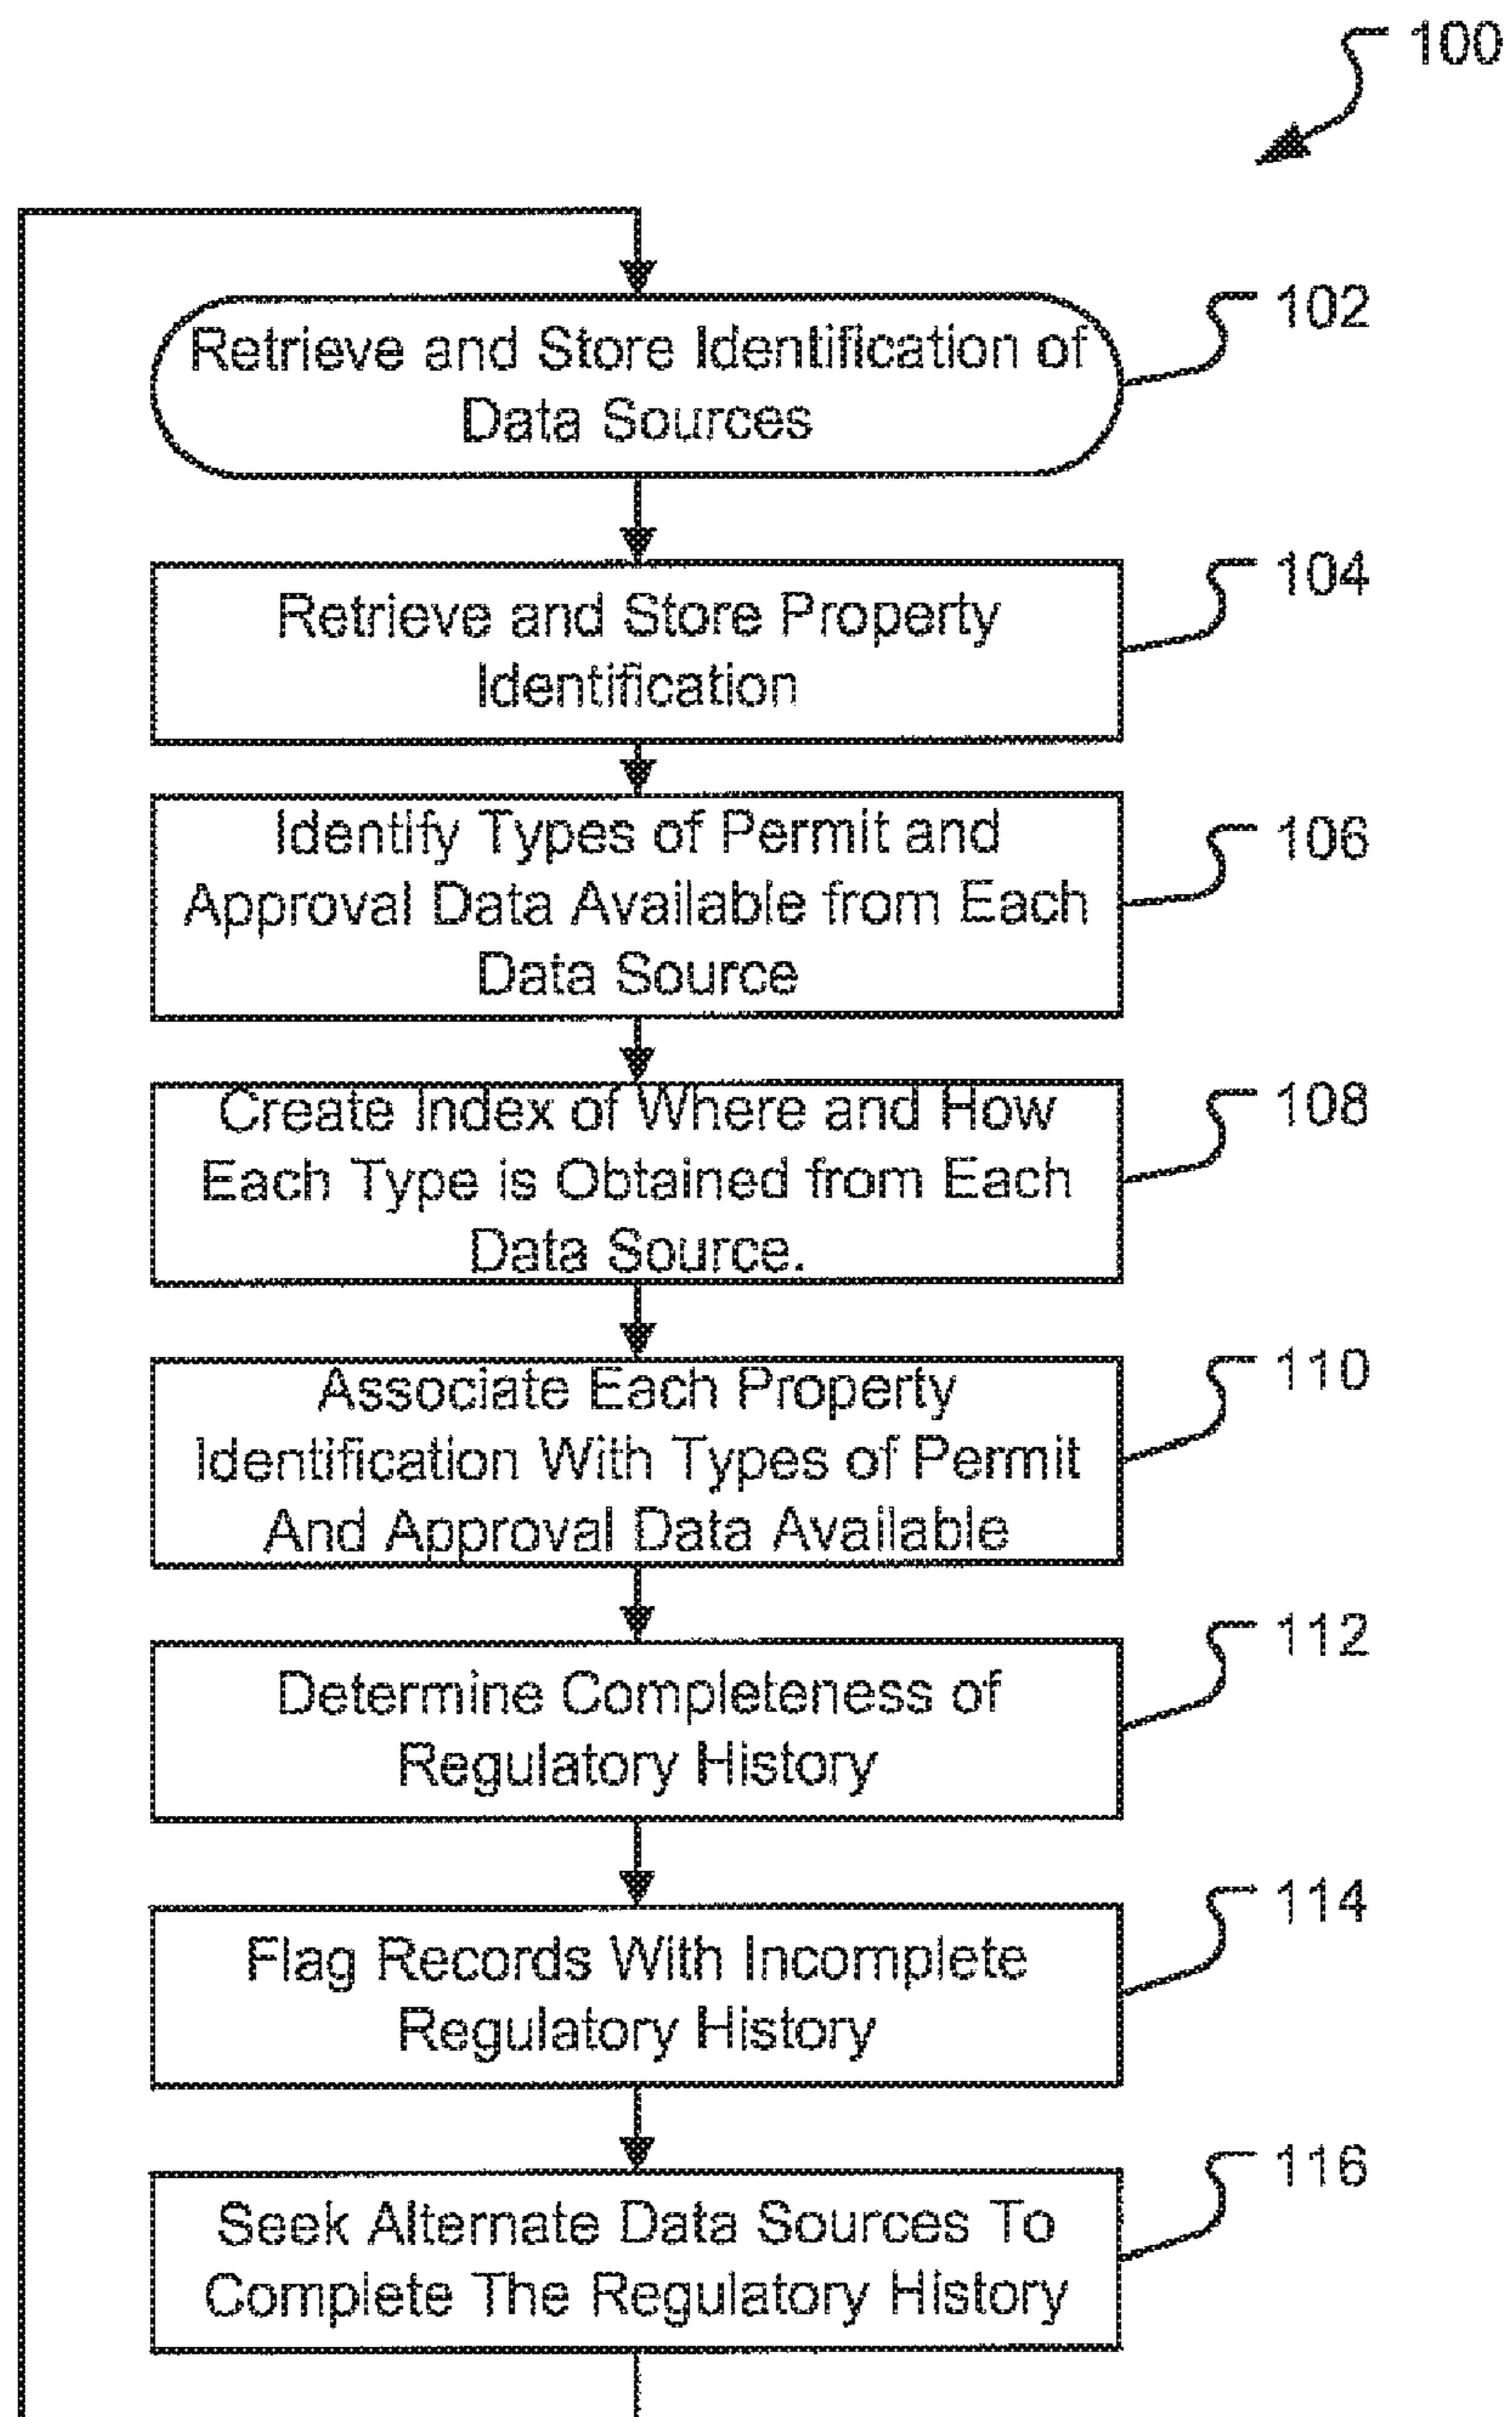 100
Retrieve and Store Identification of
Data Sources
102
Retrieve and Store Property
Identification
104
Identify Types of Permit and
Approval Data Available from Each
Data Source
106
Create Index of Where and How
Each Type is Obtained from Each
Data Source.
108
Associate Each Property
Identification With Types of Permit
And Approval Data Available
110
Determine Completeness of
Regulatory History
112
Flag Records With Incomplete
Regulatory History
114
Seek Alternate Data Sources To
Complete The Regulatory History
116